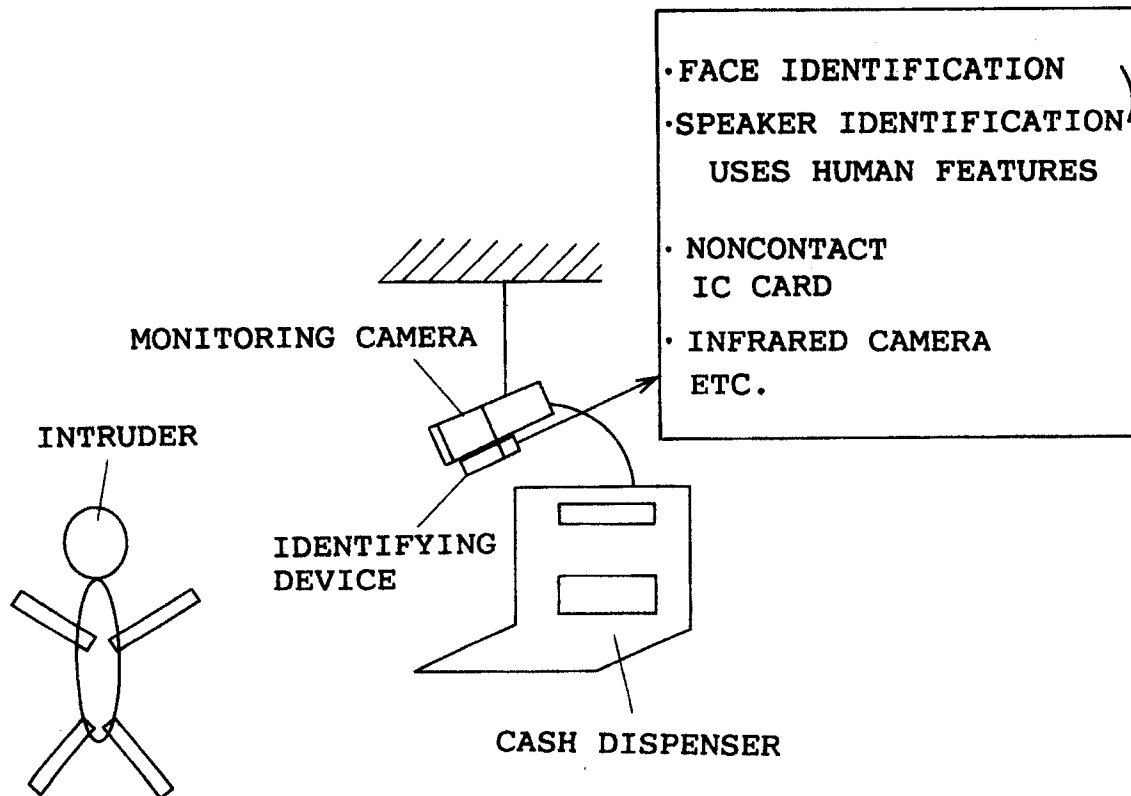 ·FACE IDENTIFICATION
·SPEAKER IDENTIFICATION
USES HUMAN FEATURES
· NONCONTACT
IC CARD
· INFRARED CAMERA
ETC.
MONITORING CAMERA
INTRUDER
IDENTIFYING
DEVICE
CASH DISPENSER